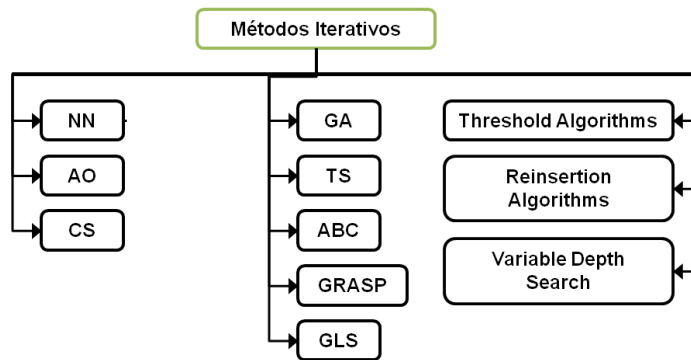 Métodos Iterativos
NN
AO
CS
GA
TS
ABC
GRASP
GLS
Threshold Algorithms
Reinsertion
Algorithms
Variable Depth
Search